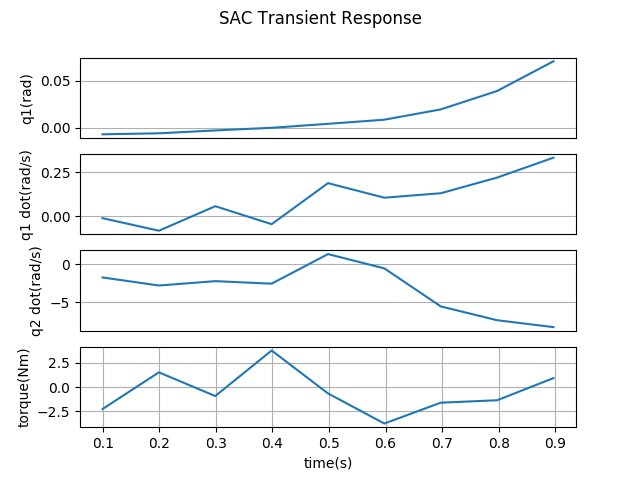 SAC Transient Response
q1(rad)
0.05
0.00
q1 dot(rad/s)
0.25
0.00
q2 dot(rad/s)
0
−5
torque(Nm)
2.5
0.0
−2.5
0.1 0.2 0.3 0.4 0.5 0.6 0.7 0.8 0.9
time(s)